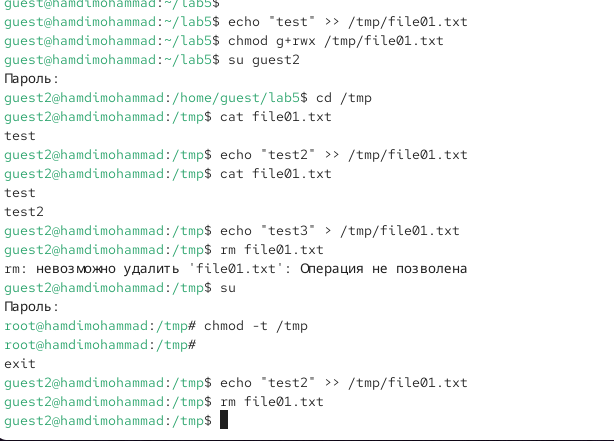 guest@hamdimohammad:~/lab5$
guest@hamdimohammad:~/lab5$ echo "test" >> /tmp/file01.txt
guest@hamdimohammad:~/lab5$ chmod g+rwx /tmp/file01.txt
guest@hamdimohammad:~/lab5$ su guest2
Пароль:
guest2@hamdimohammad:/home/guest/lab5$ cd /tmp
guest2@hamdimohammad:/tmp$ cat file01.txt
test
guest2@hamdimohammad:/tmp$ echo "test2" >> /tmp/file01.txt
guest2@hamdimohammad:/tmp$ cat file01.txt
test
test2
guest2@hamdimohammad:/tmp$ echo "test3" > /tmp/file01.txt
guest2@hamdimohammad:/tmp$ rm file01.txt
rm: невозможно удалить 'file01.txt': Операция не позволена
guest2@hamdimohammad:/tmp$ su
Пароль:
root@hamdimohammad:/tmp# chmod -t /tmp
root@hamdimohammad:/tmp#
exit
guest2@hamdimohammad:/tmp$ echo "test2" >> /tmp/file01.txt
guest2@hamdimohammad:/tmp$ rm file01.txt
guest2@hamdimohammad:/tmp$